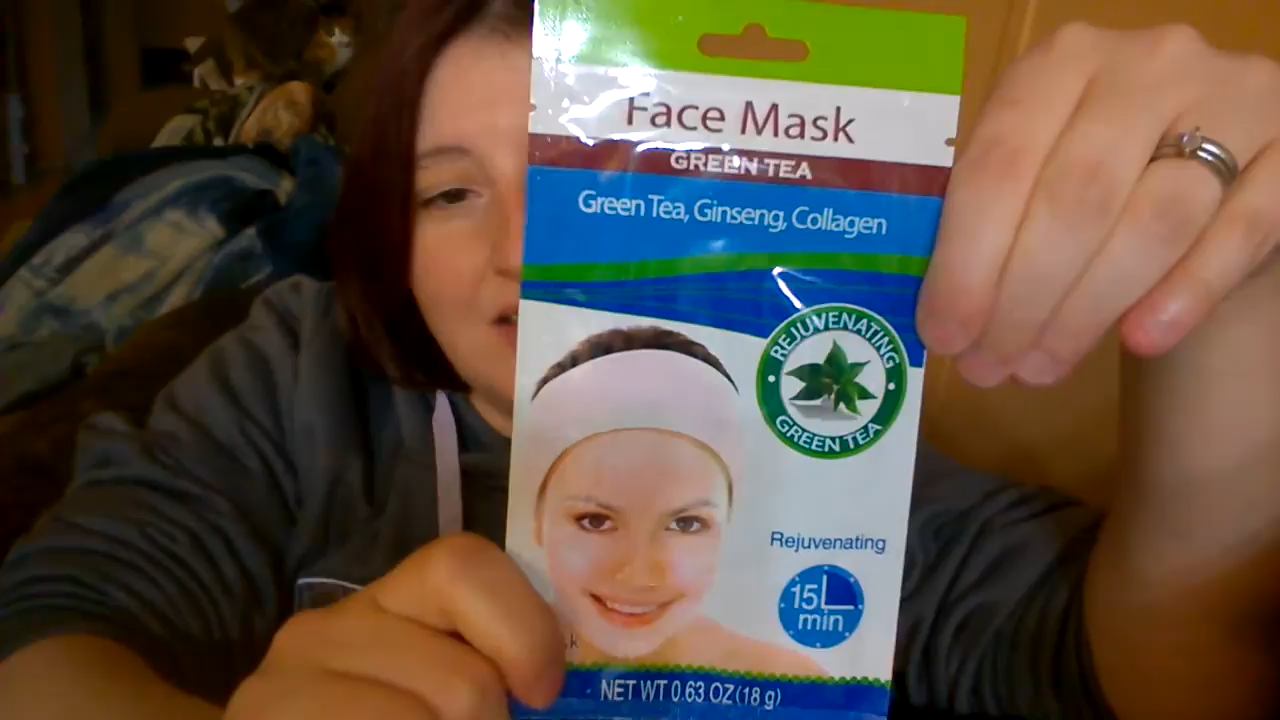 Face Mask
GREEN TEA
Green Tea, Ginseng, Collagen
REJUVENATING
GREEN TEA
Rejuvenating
15 min
NET WT 0.63 OZ (18 g)